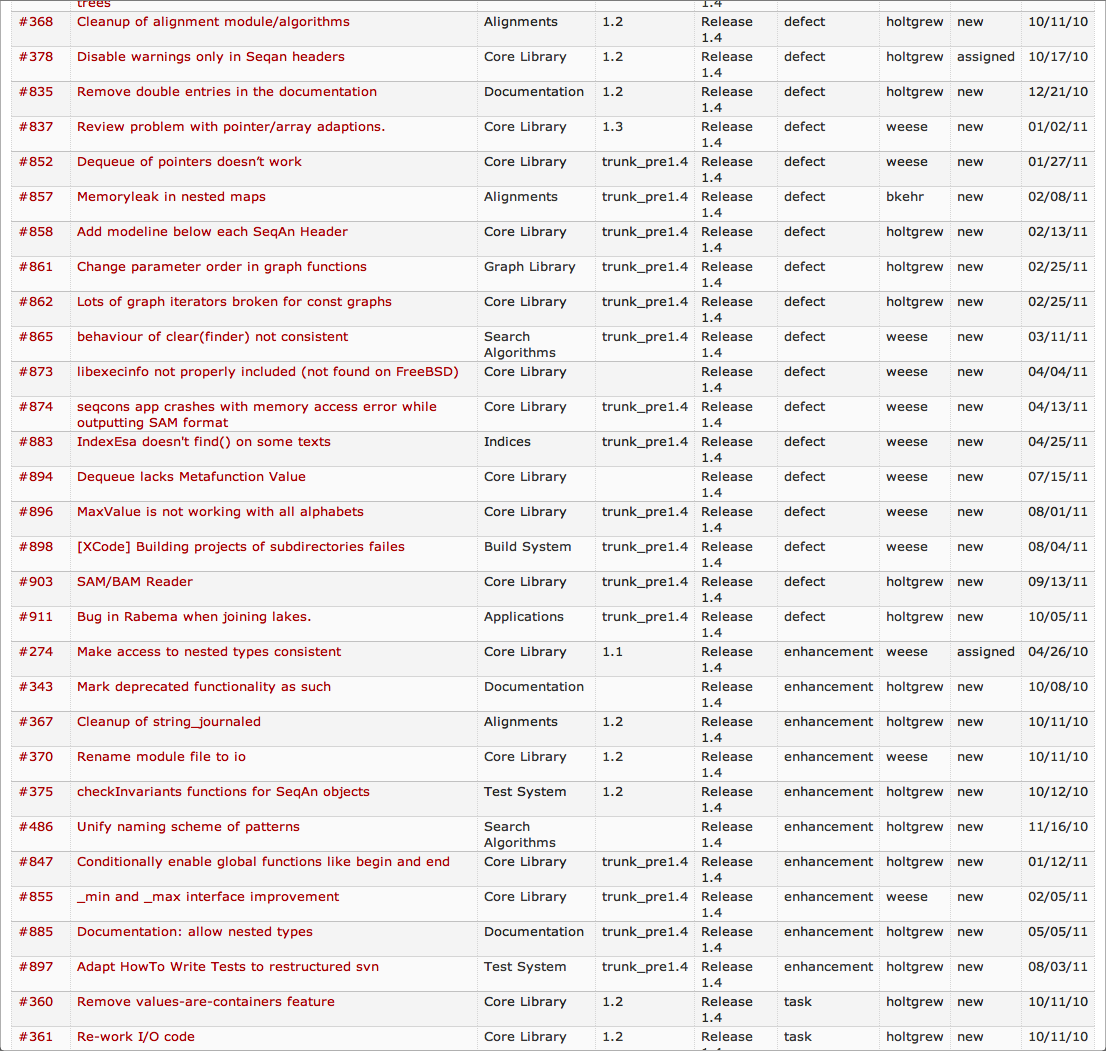 trees 1.4
#368 Cleanup of alignment module/algorithms Alignments 1.2 Release 1.4 defect holtgrew new 10/11/10
#378 Disable warnings only in Seqan headers Core Library 1.2 Release 1.4 defect holtgrew assigned 10/17/10
#835 Remove double entries in the documentation Documentation 1.2 Release 1.4 defect holtgrew new 12/21/10
#837 Review problem with pointer/array adaptions. Core Library 1.3 Release 1.4 defect weese new 01/02/11
#852 Dequeue of pointers doesn’t work Core Library trunk_pre1.4 Release 1.4 defect weese new 01/27/11
#857 Memoryleak in nested maps Alignments trunk_pre1.4 Release 1.4 defect bkehr new 02/08/11
#858 Add modeline below each SeqAn Header Core Library trunk_pre1.4 Release 1.4 defect holtgrew new 02/13/11
#861 Change parameter order in graph functions Graph Library trunk_pre1.4 Release 1.4 defect holtgrew new 02/25/11
#862 Lots of graph iterators broken for const graphs Core Library trunk_pre1.4 Release 1.4 defect holtgrew new 02/25/11
#865 behaviour of clear(finder) not consistent Search Algorithms trunk_pre1.4 Release 1.4 defect weese new 03/11/11
#873 libexecinfo not properly included (not found on FreeBSD) Core Library Release 1.4 defect weese new 04/04/11
#874 seqcons app crashes with memory access error while outputting SAM format Core Library trunk_pre1.4 Release 1.4 defect weese new 04/13/11
#883 IndexEsa doesn't find() on some texts Indices trunk_pre1.4 Release 1.4 defect weese new 04/25/11
#894 Dequeue lacks Metafunction Value Core Library Release 1.4 defect weese new 07/15/11
#896 MaxValue is not working with all alphabets Core Library trunk_pre1.4 Release 1.4 defect weese new 08/01/11
#898 [XCode] Building projects of subdirectories failes Build System trunk_pre1.4 Release 1.4 defect weese new 08/04/11
#903 SAM/BAM Reader Core Library trunk_pre1.4 Release 1.4 defect holtgrew new 09/13/11
#911 Bug in Rabema when joining lakes. Applications trunk_pre1.4 Release 1.4 defect holtgrew new 10/05/11
#274 Make access to nested types consistent Core Library 1.1 Release 1.4 enhancement weese assigned 04/26/10
#343 Mark deprecated functionality as such Documentation Release 1.4 enhancement holtgrew new 10/08/10
#367 Cleanup of string_journaled Alignments 1.2 Release 1.4 enhancement holtgrew new 10/11/10
#370 Rename module file to io Core Library 1.2 Release 1.4 enhancement weese new 10/11/10
#375 checkInvariants functions for SeqAn objects Test System 1.2 Release 1.4 enhancement holtgrew new 10/12/10
#486 Unify naming scheme of patterns Search Algorithms Release 1.4 enhancement holtgrew new 11/16/10
#847 Conditionally enable global functions like begin and end Core Library trunk_pre1.4 Release 1.4 enhancement holtgrew new 01/12/11
#855 _min and _max interface improvement Core Library trunk_pre1.4 Release 1.4 enhancement weese new 02/05/11
#885 Documentation: allow nested types Documentation trunk_pre1.4 Release 1.4 enhancement holtgrew new 05/05/11
#897 Adapt HowTo Write Tests to restructured svn Test System trunk_pre1.4 Release 1.4 enhancement holtgrew new 08/03/11
#360 Remove values-are-containers feature Core Library 1.2 Release 1.4 task holtgrew new 10/11/10
#361 Re-work I/O code Core Library 1.2 Release 1.4 task holtgrew new 10/11/10